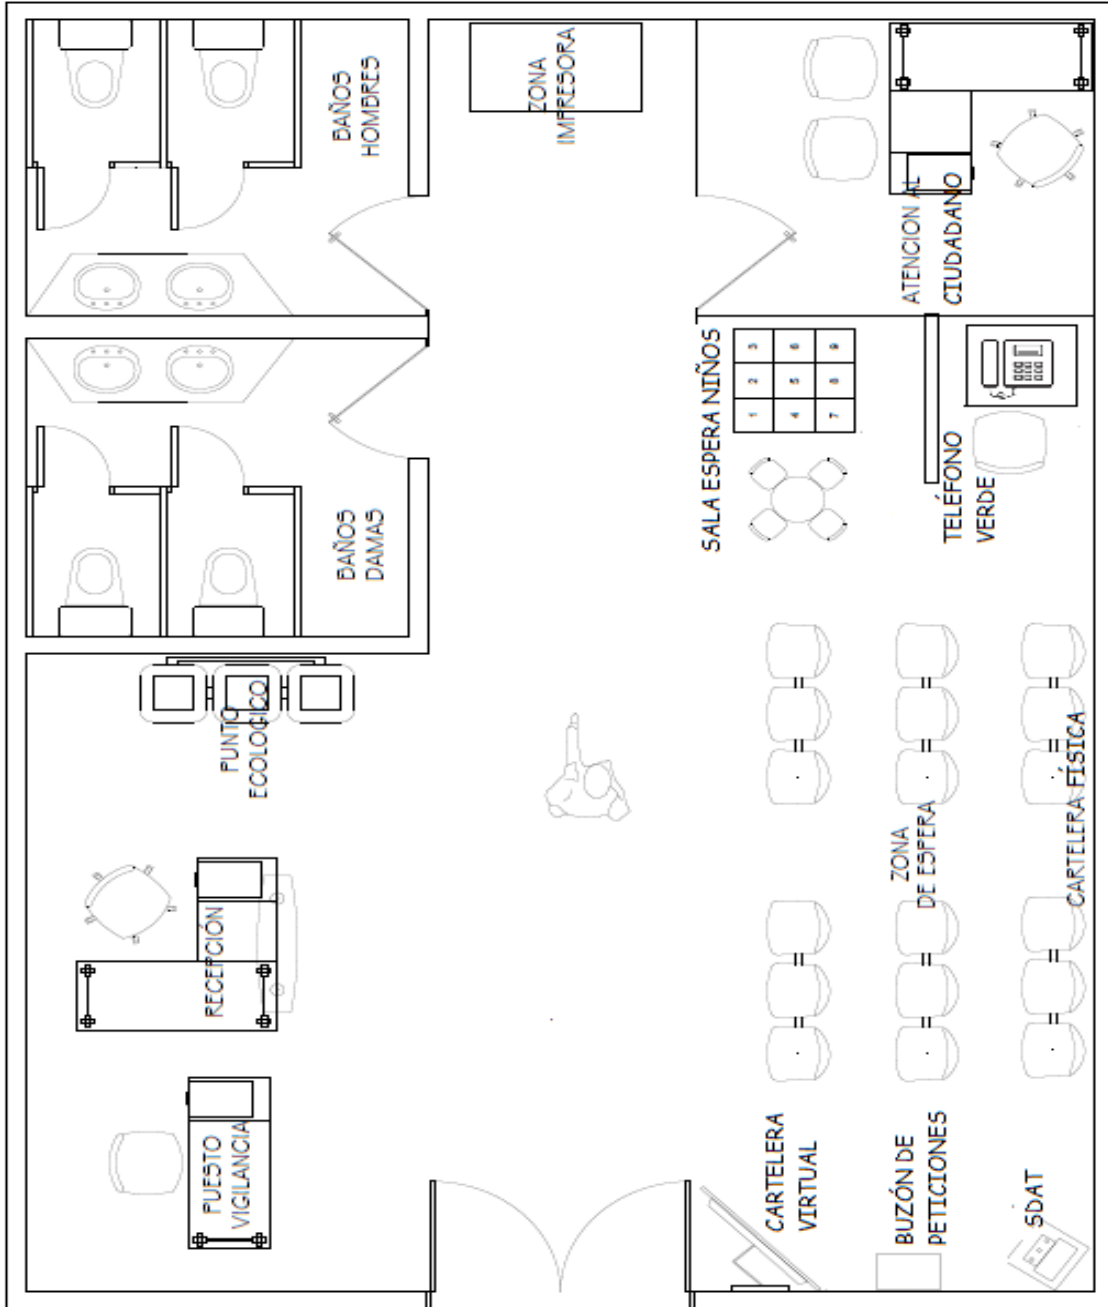 BAÑOS
HOMBRES
ZONA
IMPRESORA
ATENCION AL
CIUDADANO
SALA ESPERA NIÑOS
1 2 3
4 5 6
7 8 9
TELÉFONO
VERDE
BAÑOS
DAMAS
PUNTO
ECOLOGICO
RECEPCIÓN
ZONA
DE ESPERA
CARTELERA FÍSICA
PUESTO
VIGILANCIA
CARTELERA
VIRTUAL
BUZÓN DE
PETICIONES
SDAT